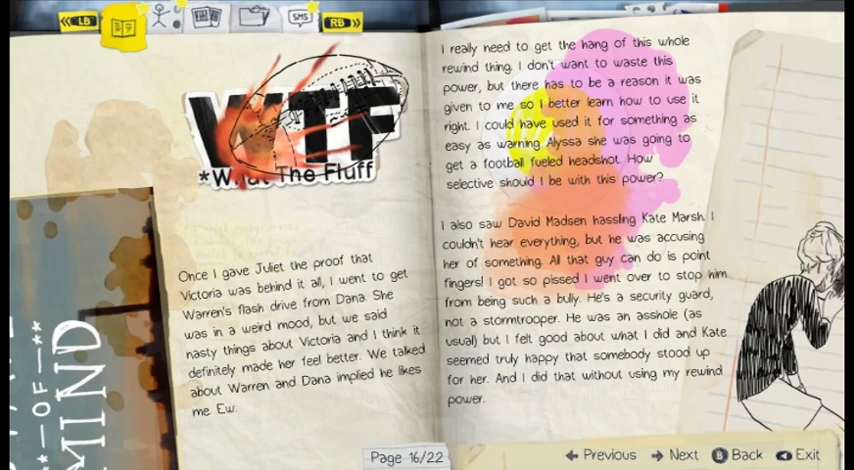 LB
SMS
RB
WTF
*What The Fluff
OF
MIND
Once I gave Juliet the proof that
Victoria was behind it all, I went to get
Warren's flash drive from Dana. She
was in a weird mood, but we said
nasty things about Victoria and I think it
definitely made her feel better. We talked
about Warren and Dana implied he likes
me. Ew.
I really need to get the hang of this whole
rewind thing. I don't want to waste this
power, but there has to be a reason it was
given to me so I better learn how to use it
right. I could have used it for something as
easy as warning Alyssa she was going to
get a football fueled headshot. How
selective should I be with this power?
I also saw David Madsen hassling Kate Marsh. I
couldn't hear everything, but he was accusing
her of something. All that guy can do is point
fingers! I got so pissed I went over to stop him
from being such a bully. He's a security guard,
not a stormtrooper. He was an asshole (as
usual) but I felt good about what I did and Kate
seemed truly happy that somebody stood up
for her. And I did that without using my rewind
power.
Page 16/22
Previous
Next
B Back
Exit